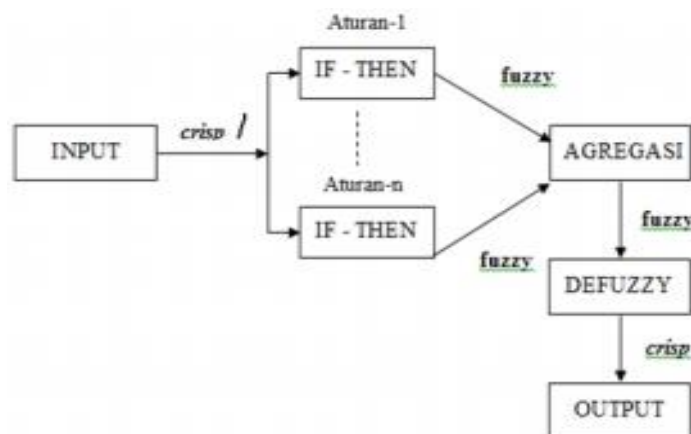 Aturan-1
IF - THEN
fuzzy
INPUT
crisp
AGREGASI
Aturan-n
IF - THEN
fuzzy
fuzzy
DEFUZZY
crisp
OUTPUT